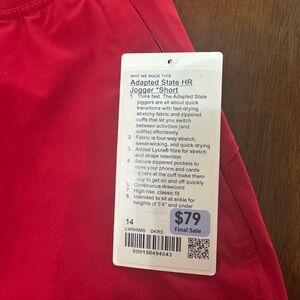 WHY WE MADE THIS
Adapted State HR
Jogger *Short
1. Think fast. The Adapted State
joggers are all about quick
transitions with fast-drying,
stretchy fabric and zippered
cuffs that let you switch
between activities (and
outfits) effortlessly
2. Fabric is four-way stretch,
sweat-wicking, and quick-drying
3. Added Lycra® fibre for stretch
and shape retention
4. Secure zippered pockets to
store your phone and cards
at the cuff make them
easy to get on and off quickly
Continuous drawcord
7. High rise, classic fit
8. Intended to sit at ankle for
heights of 5'4" and under
14
$79
Final Sale
LW5HIMS DKRD
000156494043